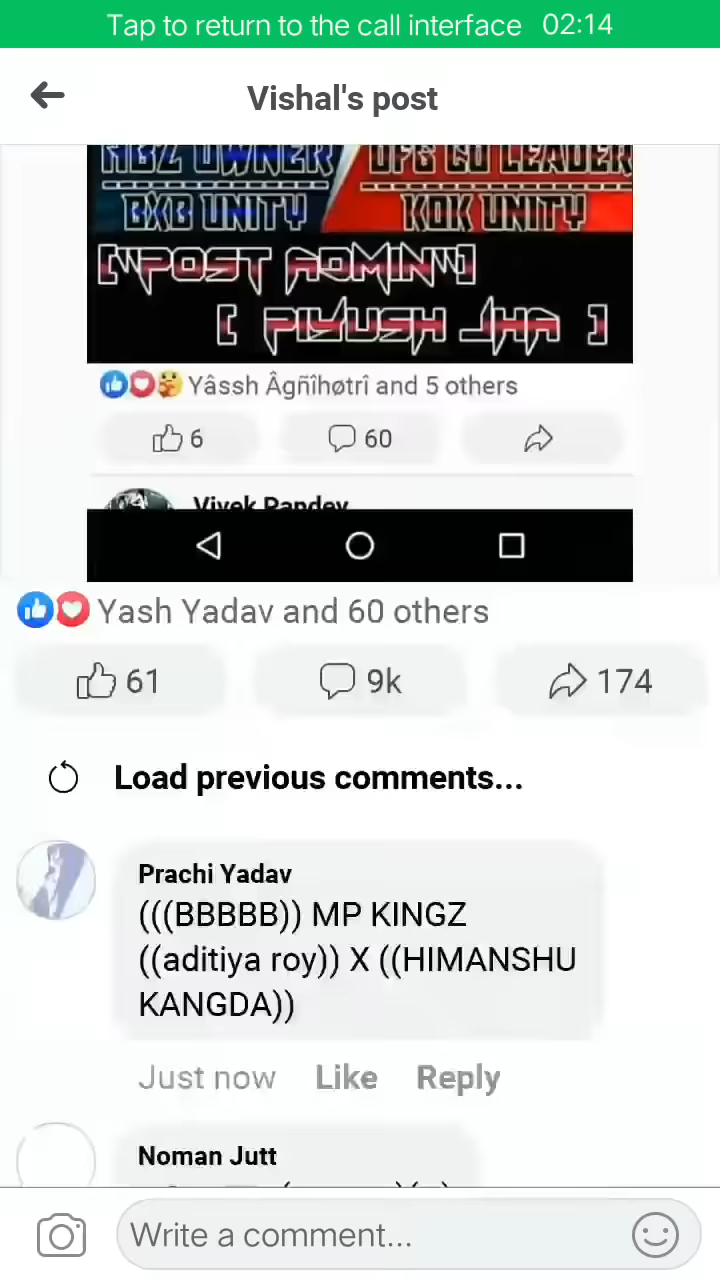 Tap to return to the call interface 02:14
Vishal's post
MBZ OWNER
OFG CO LEADER
BXB UNITY
KOK UNITY
["POST ADMIN"]
[ PIYUSH JHA ]
Yâssh Âgñîhøtrî and 5 others
6
60
Vivek Pandey
Yash Yadav and 60 others
61
9k
174
Load previous comments...
Prachi Yadav
(((BBBBB)) MP KINGZ
((aditiya roy)) X ((HIMANSHU
KANGDA))
Just now Like Reply
Noman Jutt
Write a comment...